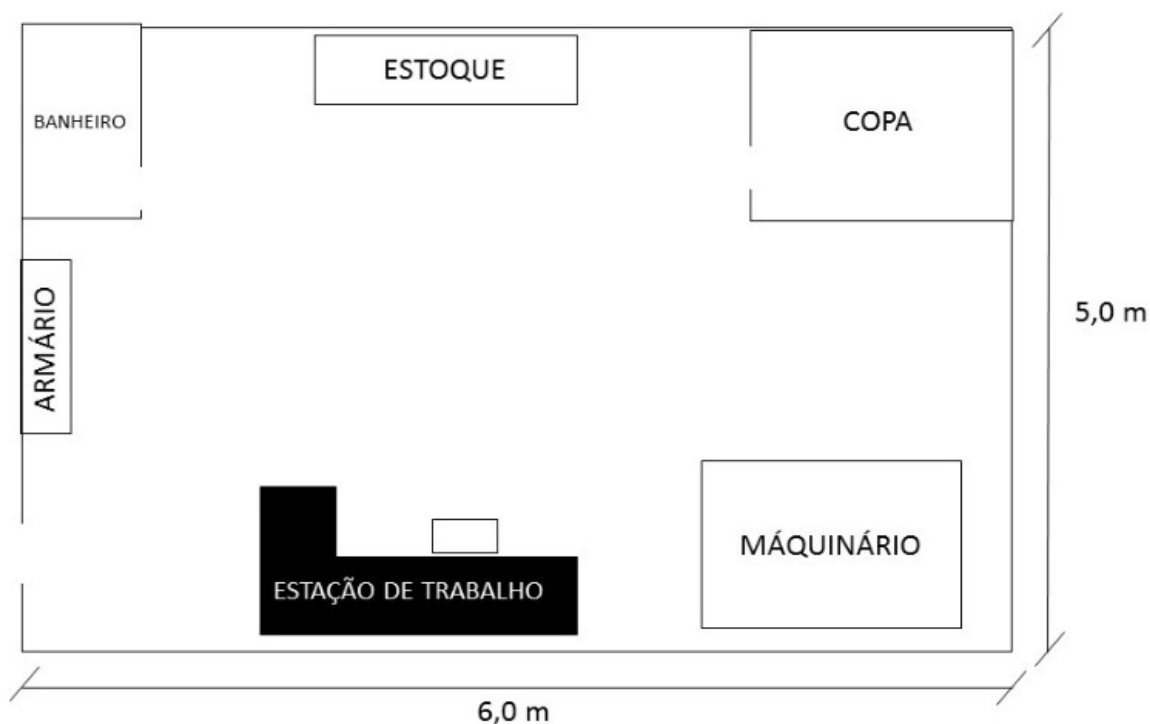 ESTOQUE
BANHEIRO
COPA
ARMÁRIO
5,0 m
MÁQUINÁRIO
ESTAÇÃO DE TRABALHO
6,0 m